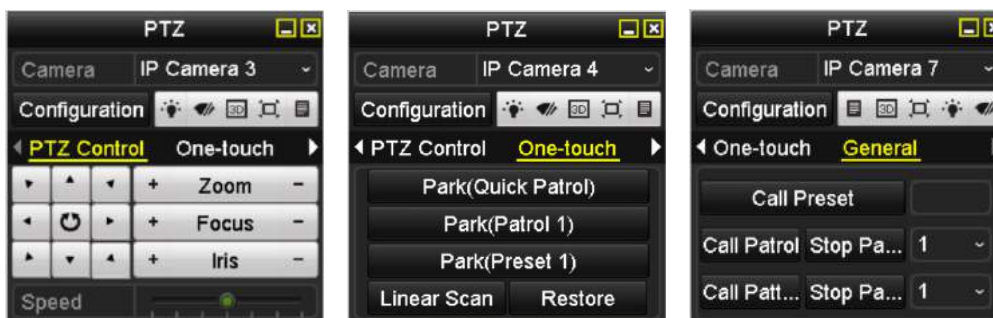 PTZ
Camera IP Camera 3
Configuration 3D
PTZ Control One-touch
+ Zoom −
+ Focus −
+ Iris −
Speed
PTZ
Camera IP Camera 4
Configuration 3D
PTZ Control One-touch
Park(Quick Patrol)
Park(Patrol 1)
Park(Preset 1)
Linear Scan Restore
PTZ
Camera IP Camera 7
Configuration 3D
One-touch General
Call Preset
Call Patrol Stop Pa... 1
Call Patt... Stop Pa... 1